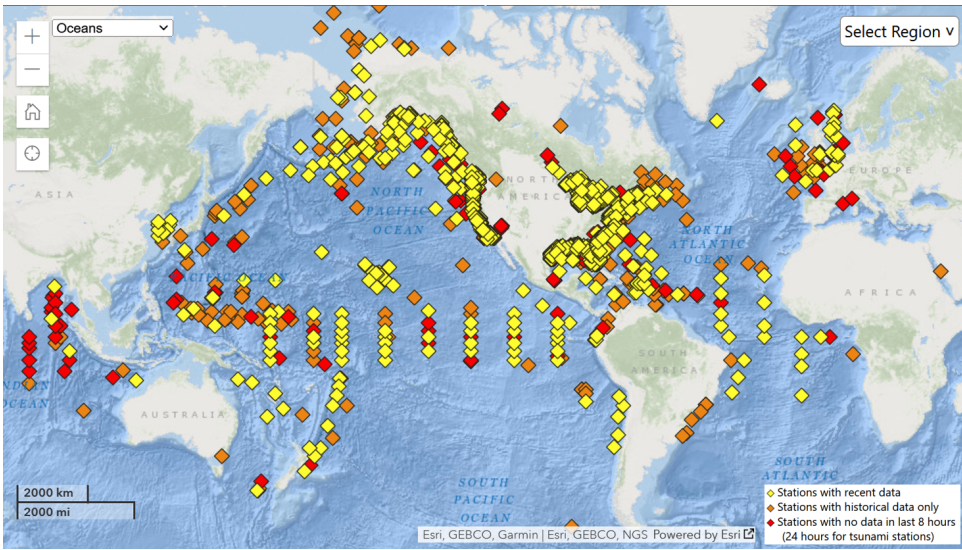 +
Oceans
Select Region
−
ASIA
NORTH
PACIFIC
OCEAN
NORTH
AMERICA
EUROPE
NORTH
ATLANTIC
OCEAN
PACIFIC OCEAN
AFRICA
SOUTH
AMERICA
INDIAN
OCEAN
AUSTRALIA
SOUTH
PACIFIC
OCEAN
SOUTH
ATLANTIC
2000 km
2000 mi
Stations with recent data
Stations with historical data only
Stations with no data in last 8 hours
(24 hours for tsunami stations)
Esri, GEBCO, Garmin | Esri, GEBCO, NGS Powered by Esri